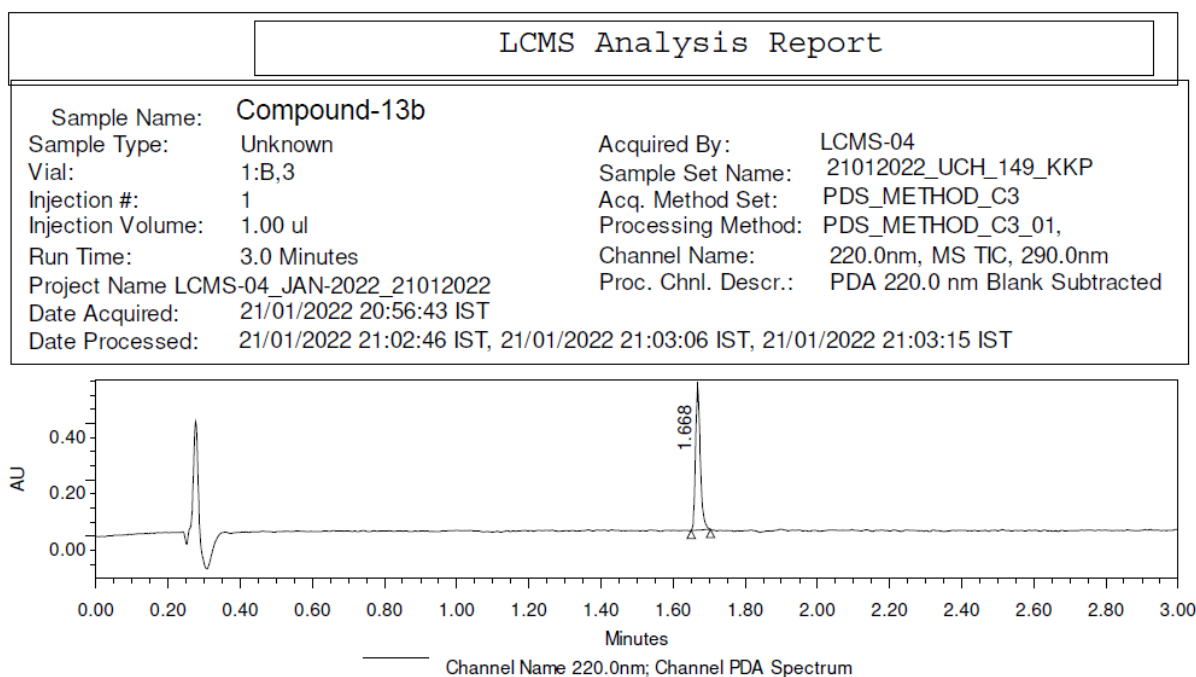 LCMS Analysis Report
Sample Name: Compound-13b
Sample Type: Unknown
Vial: 1:B,3
Injection #: 1
Injection Volume: 1.00 ul
Run Time: 3.0 Minutes
Project Name LCMS-04_JAN-2022_21012022
Date Acquired: 21/01/2022 20:56:43 IST
Date Processed: 21/01/2022 21:02:46 IST, 21/01/2022 21:03:06 IST, 21/01/2022 21:03:15 IST
Acquired By: LCMS-04
Sample Set Name: 21012022_UCH_149_KKP
Acq. Method Set: PDS_METHOD_C3
Processing Method: PDS_METHOD_C3_01,
Channel Name: 220.0nm, MS TIC, 290.0nm
Proc. Chnl. Descr.: PDA 220.0 nm Blank Subtracted
AU
0.40
0.20
0.00
1.668
0.00 0.20 0.40 0.60 0.80 1.00 1.20 1.40 1.60 1.80 2.00 2.20 2.40 2.60 2.80 3.00
Minutes
Channel Name 220.0nm; Channel PDA Spectrum